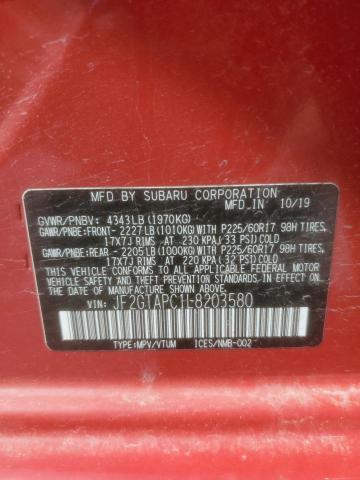 MFD. BY SUBARU CORPORATION
GVWR/PNBV: 4343LB(1970KG) MFD.IN 10/19
GAWR/PNBE:FRONT- 2227LB(1010KG)WITH P225/60R17 98H TIRES,
17X7J RIMS AT 230 KPA(33 PSI) COLD
GAWR/PNBE:REAR - 2205LB(1000KG)WITH P225/60R17 98H TIRES,
17X7J RIMS AT 220 KPA(32 PSI) COLD
THIS VEHICLE CONFORMS TO ALL APPLICABLE FEDERAL MOTOR
VEHICLE SAFETY, BUMPER, AND THEFT PREVENTION STANDARDS
IN EFFECT ON THE DATE OF MANUFACTURE SHOWN ABOVE.
VIN: JF2GTAPC1L8203580
TYPE:MPV/VTUM ICES/NMB-002